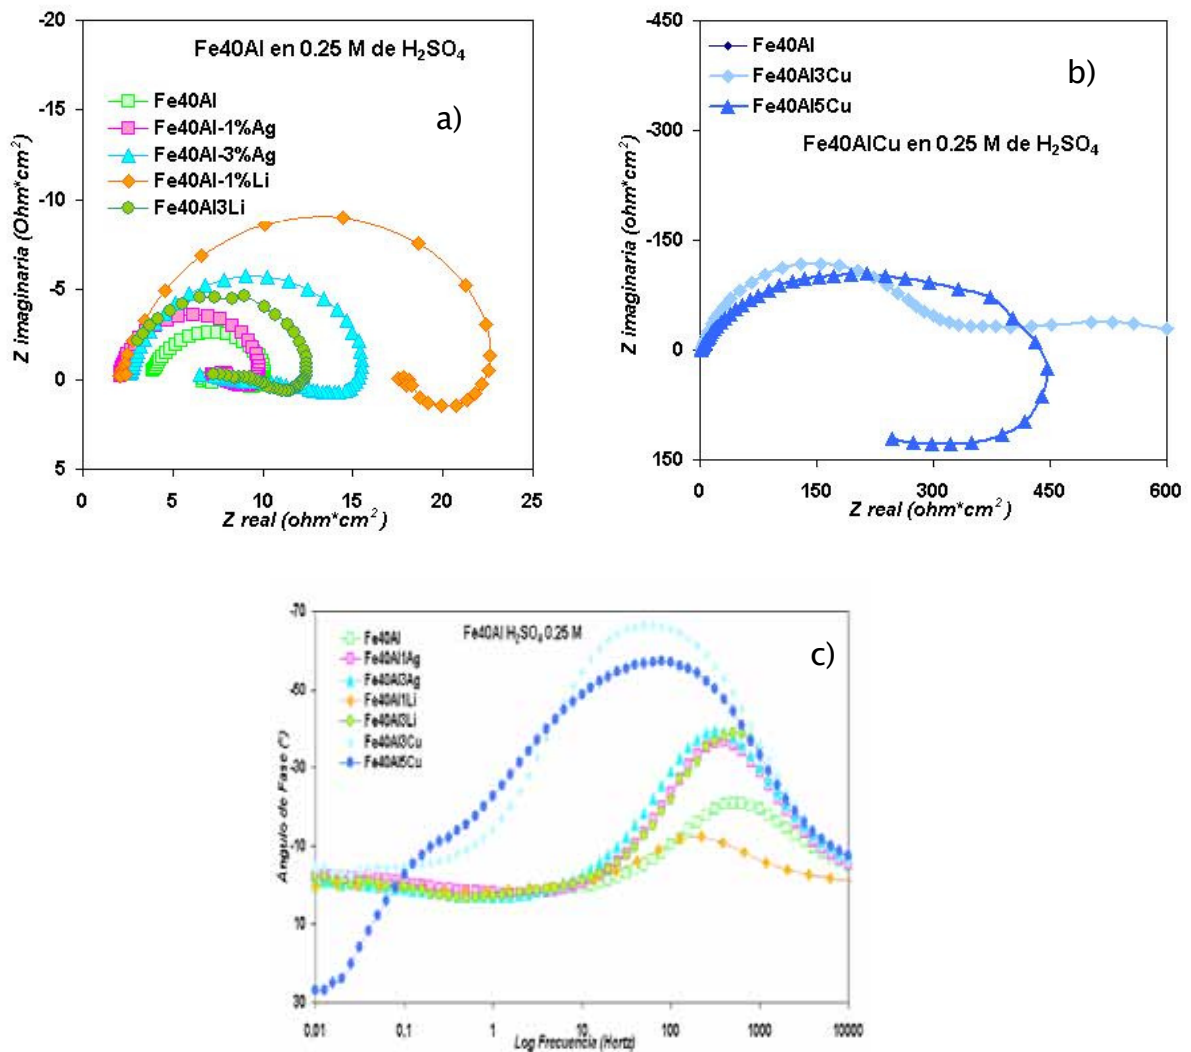 Fe40Al en 0.25 M de H₂SO₄
a)
Fe40Al
Fe40Al-1%Ag
Fe40Al-3%Ag
Fe40Al-1%Li
Fe40Al3Li
Z imaginaria (Ohm*cm²)
-20
-15
-10
-5
0
5
0 5 10 15 20 25
Z real (ohm*cm²)
b)
Fe40Al
Fe40Al3Cu
Fe40Al5Cu
Fe40AlCu en 0.25 M de H₂SO₄
Z imaginaria (ohm*cm²)
-450
-300
-150
0
150
0 150 300 450 600
Z real (ohm*cm²)
c)
Fe40Al H₂SO₄ 0.25 M
Fe40Al
Fe40Al1Ag
Fe40Al3Ag
Fe40Al1Li
Fe40Al3Li
Fe40Al3Cu
Fe40Al5Cu
Angulo de Fase (°)
-70
-50
-30
-10
10
30
0.01 0.1 1 10 100 1000 10000
Log Frecuencia (Hertz)